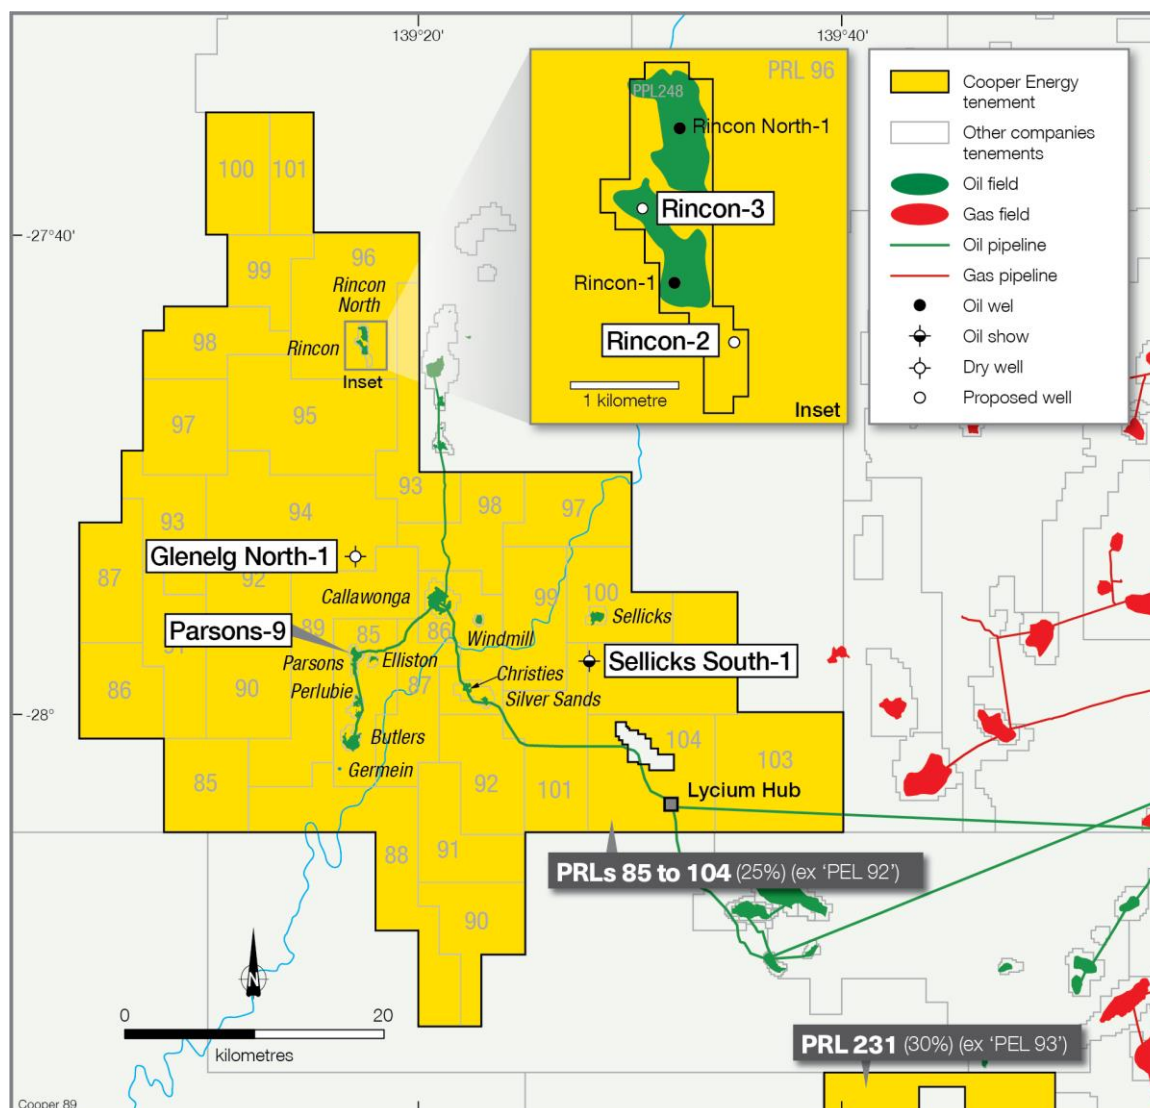 139°20'
139°40'
-27°40'
-28°
PRL 96
PPL248
Rincon North-1
Rincon-3
Rincon-1
Rincon-2
1 kilometre
Inset
Cooper Energy
tenement
Other companies
tenements
Oil field
Gas field
Oil pipeline
Gas pipeline
Oil wel
Oil show
Dry well
Proposed well
100
101
99
96
Rincon
North
98
Rincon
Inset
97
95
93
98
97
93
94
Glenelg North-1
87
92
99
100
Callawonga
Sellicks
89
85
86
Windmill
Parsons-9
Parsons
Elliston
Sellicks South-1
86
90
Perlubie
87
Christies
Silver Sands
Butlers
104
103
Germein
85
92
101
Lycium Hub
88
91
PRLs 85 to 104 (25%) (ex 'PEL 92')
90
N
0
20
kilometres
PRL 231 (30%) (ex 'PEL 93')
Cooper 89